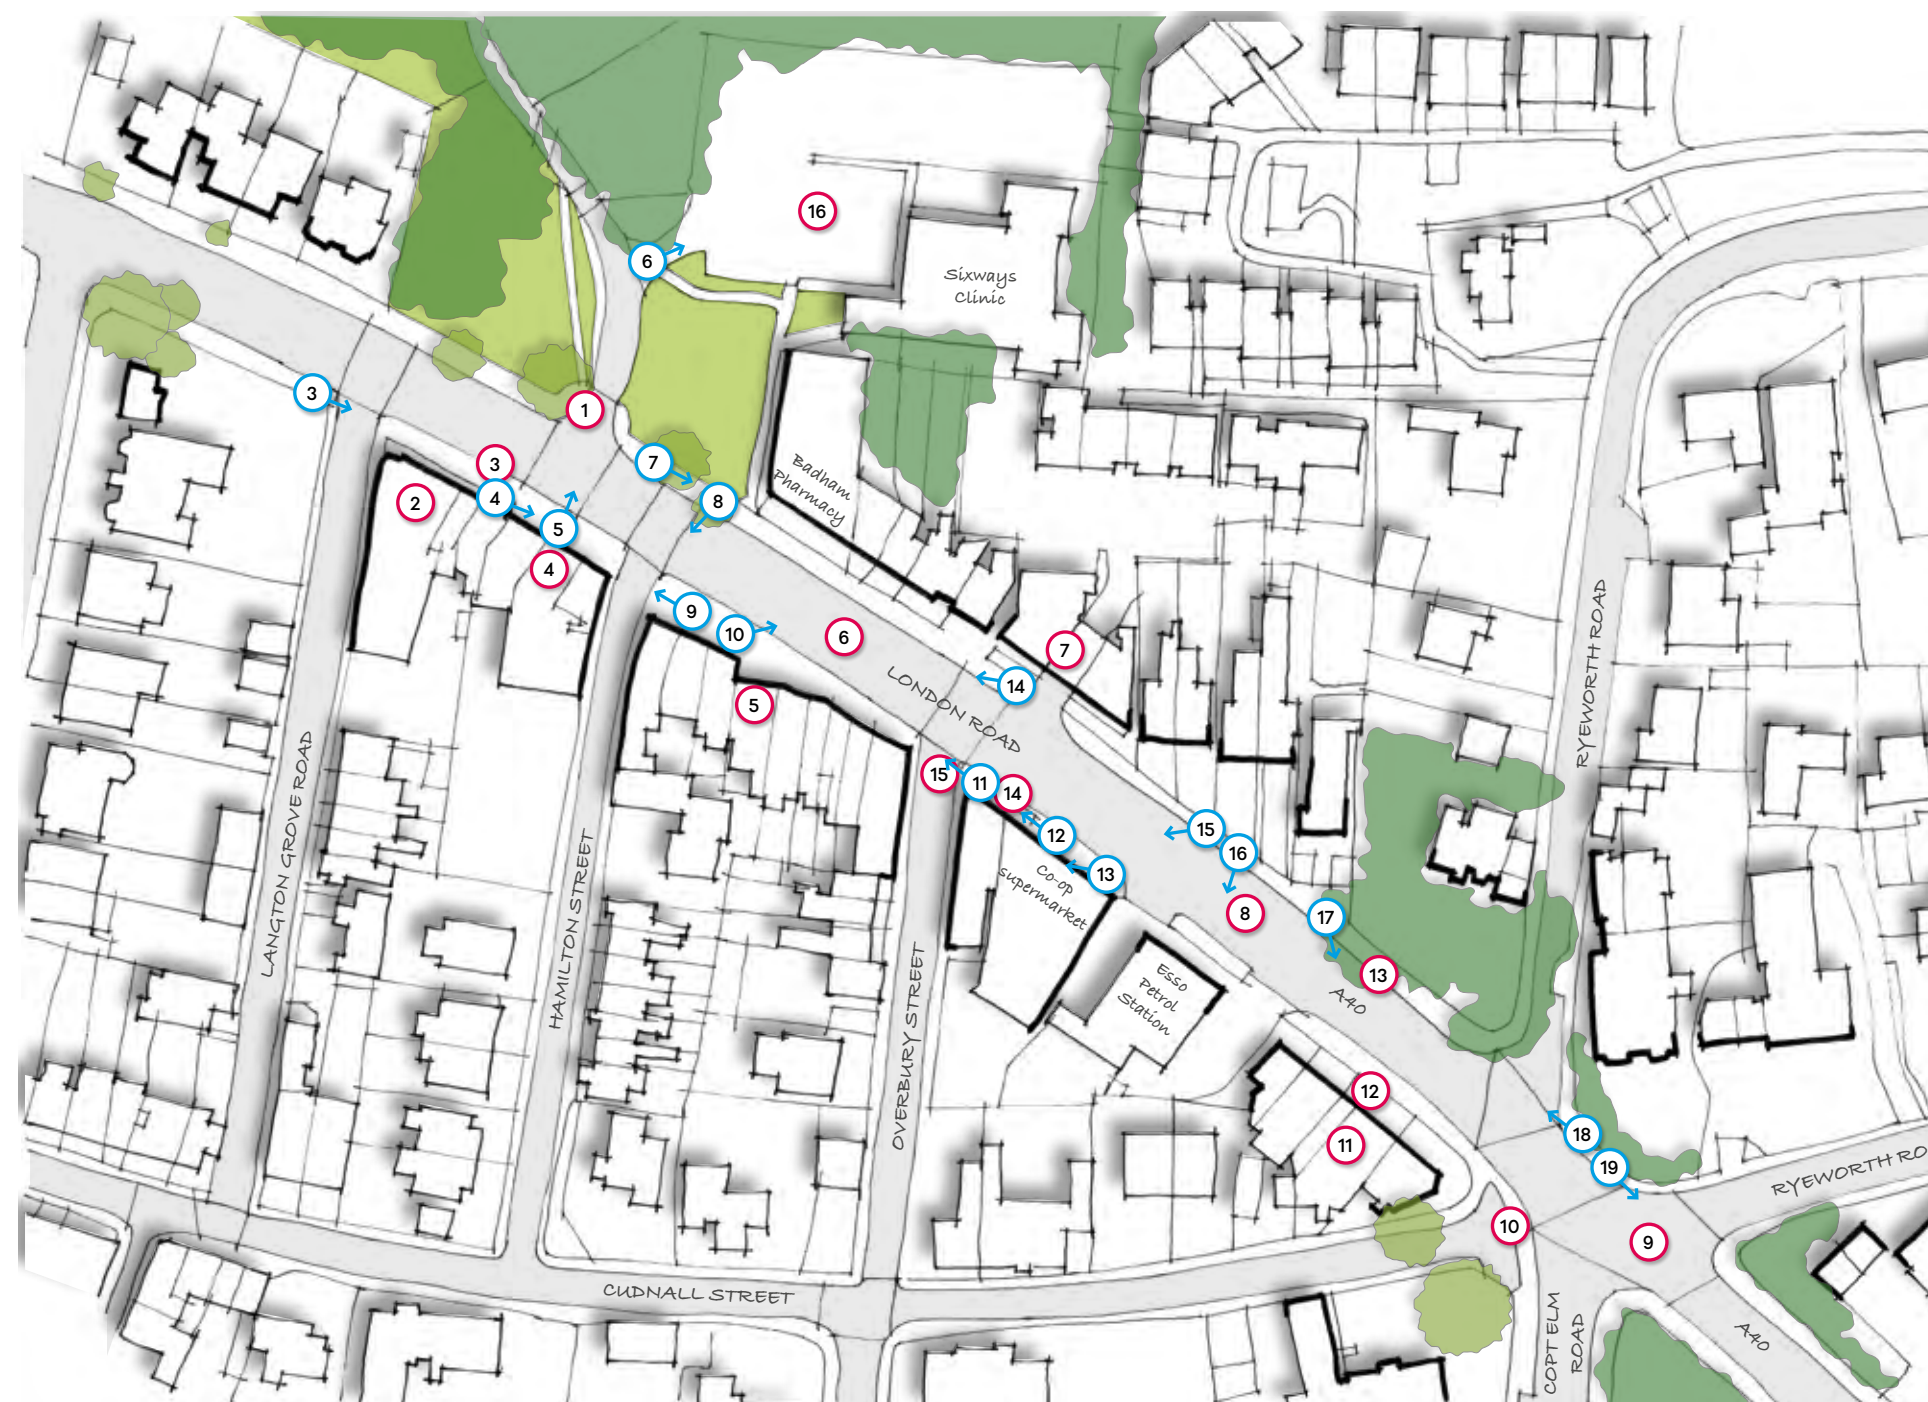 16
Sixways
Clinic
6
3
1
3
7
2
4
8
5
Badham
Pharmacy
4
9
10
6
7
14
5
LONDON ROAD
RYEWORTH ROAD
15
11
14
12
15
16
13
Co-op
supermarket
LANGTON GROVE ROAD
HAMILTON STREET
8
17
13
Esso
Petrol
Station
A40
OVERBURY STREET
12
11
18
19
RYEWORTH RO
10
9
CUDNALL STREET
COPT ELM
ROAD
A40